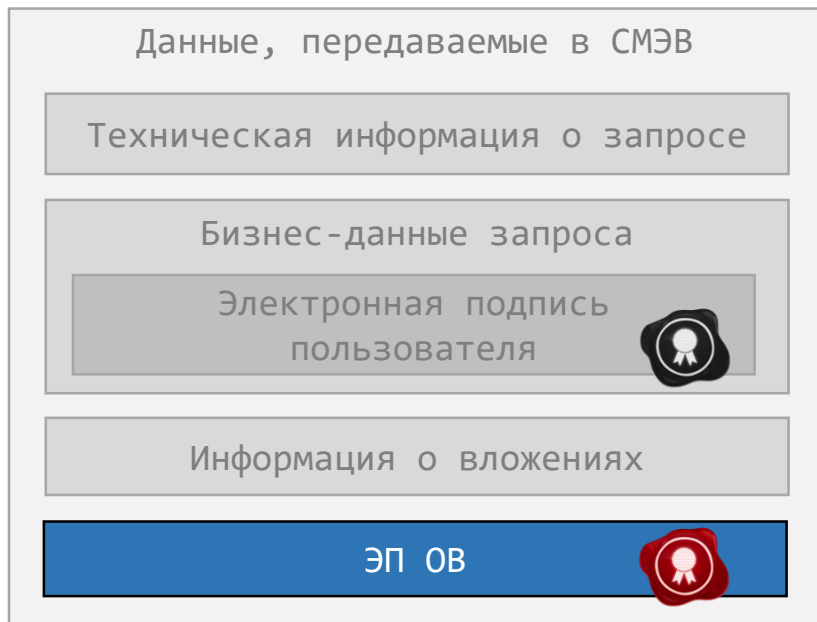 Данные, передаваемые в СМЭВ
Техническая информация о запросе
Бизнес-данные запроса
Электронная подпись
пользователя
Информация о вложениях
ЭП ОВ